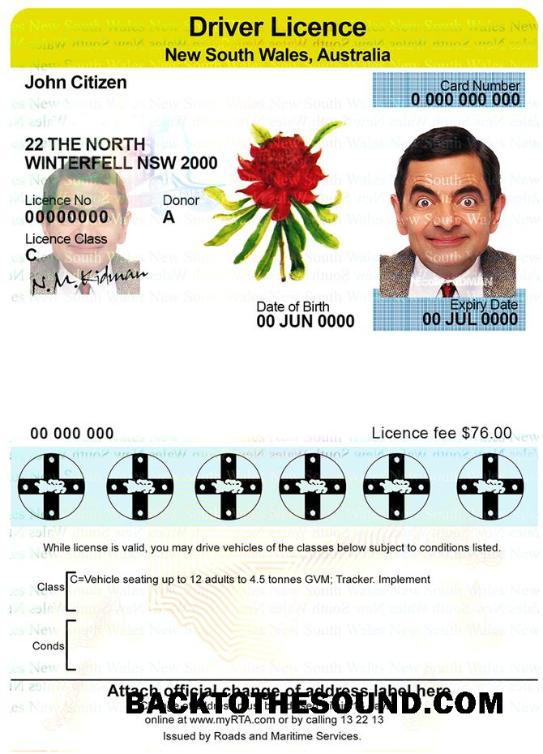 Driver Licence
New South Wales, Australia
John Citizen
Card Number
0 000 000 000
22 THE NORTH
WINTERFELL NSW 2000
Licence No
00000000
Donor
A
Licence Class
C
N.M. Kidman
KIDMAN
Date of Birth
00 JUN 0000
Expiry Date
00 JUL 0000
00 000 000
Licence fee $76.00
While license is valid, you may drive vehicles of the classes below subject to conditions listed.
Class
C=Vehicle seating up to 12 adults to 4.5 tonnes GVM; Tracker. Implement
Conds
Attach official change of address label here
BACKTOTHESOUND.COM
online at www.myRTA.com or by calling 13 22 13
Issued by Roads and Maritime Services.